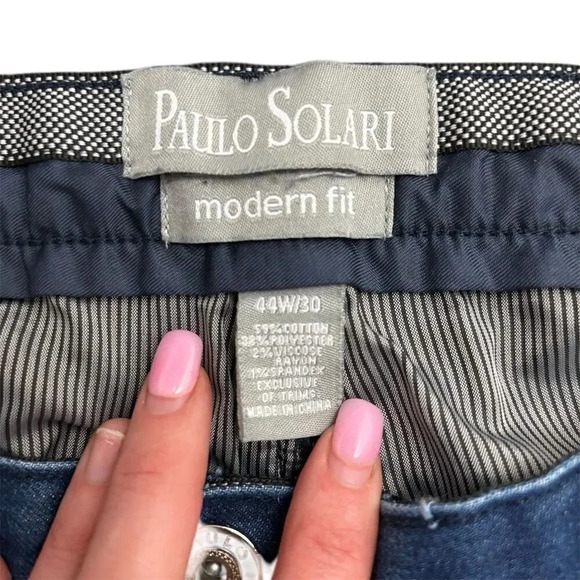 PAULO SOLARI
modern fit
44W/30
59%COTTON
38%POLYESTER
2%VISCOSE
RAYON
1%SPANDEX
EXCLUSIVE
OF TRIMS
MADE IN CHINA